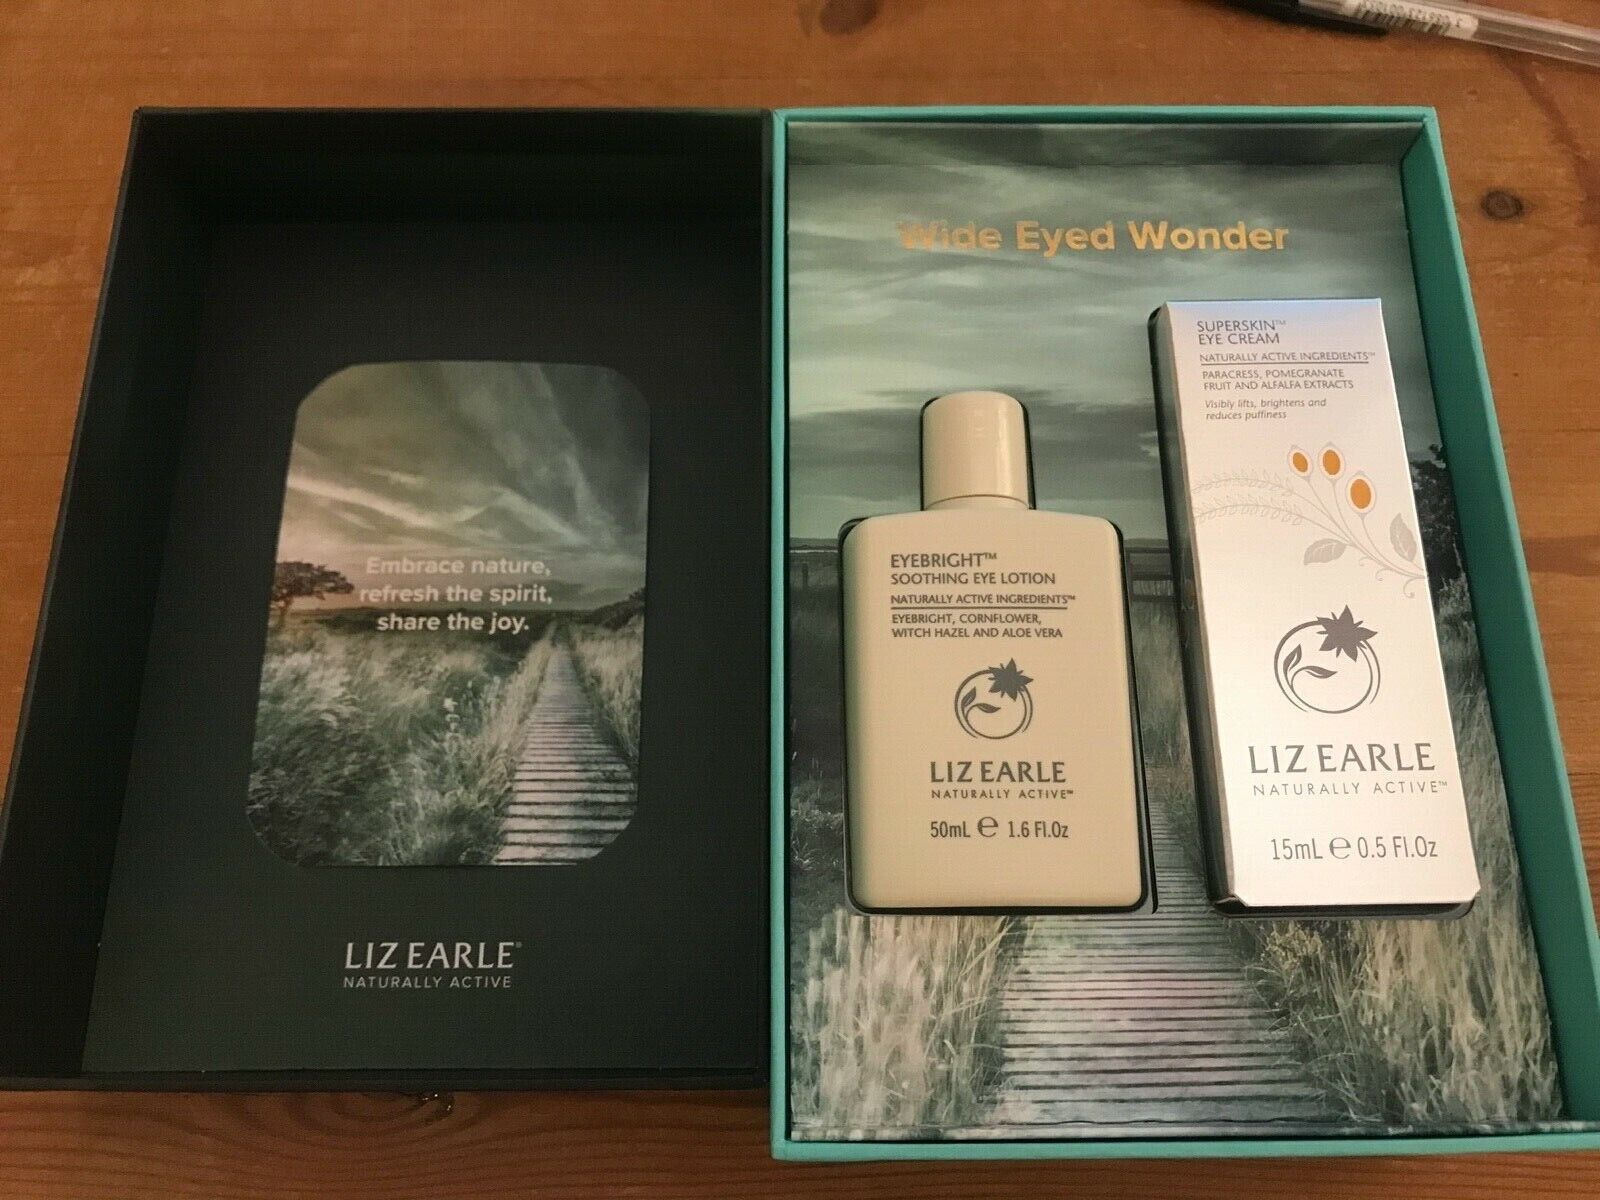 Embrace nature,
refresh the spirit,
share the joy.
LIZ EARLE®
NATURALLY ACTIVE
Wide Eyed Wonder
EYEBRIGHT™
SOOTHING EYE LOTION
NATURALLY ACTIVE INGREDIENTS™
EYEBRIGHT, CORNFLOWER,
WITCH HAZEL AND ALOE VERA
LIZ EARLE
NATURALLY ACTIVE™
50mL e 1.6 Fl.Oz
SUPERSKIN™
EYE CREAM
NATURALLY ACTIVE INGREDIENTS™
PARACRESS, POMEGRANATE
FRUIT AND ALFALFA EXTRACTS
Visibly lifts, brightens and
reduces puffiness
LIZ EARLE
NATURALLY ACTIVE™
15mL e 0.5 Fl.Oz